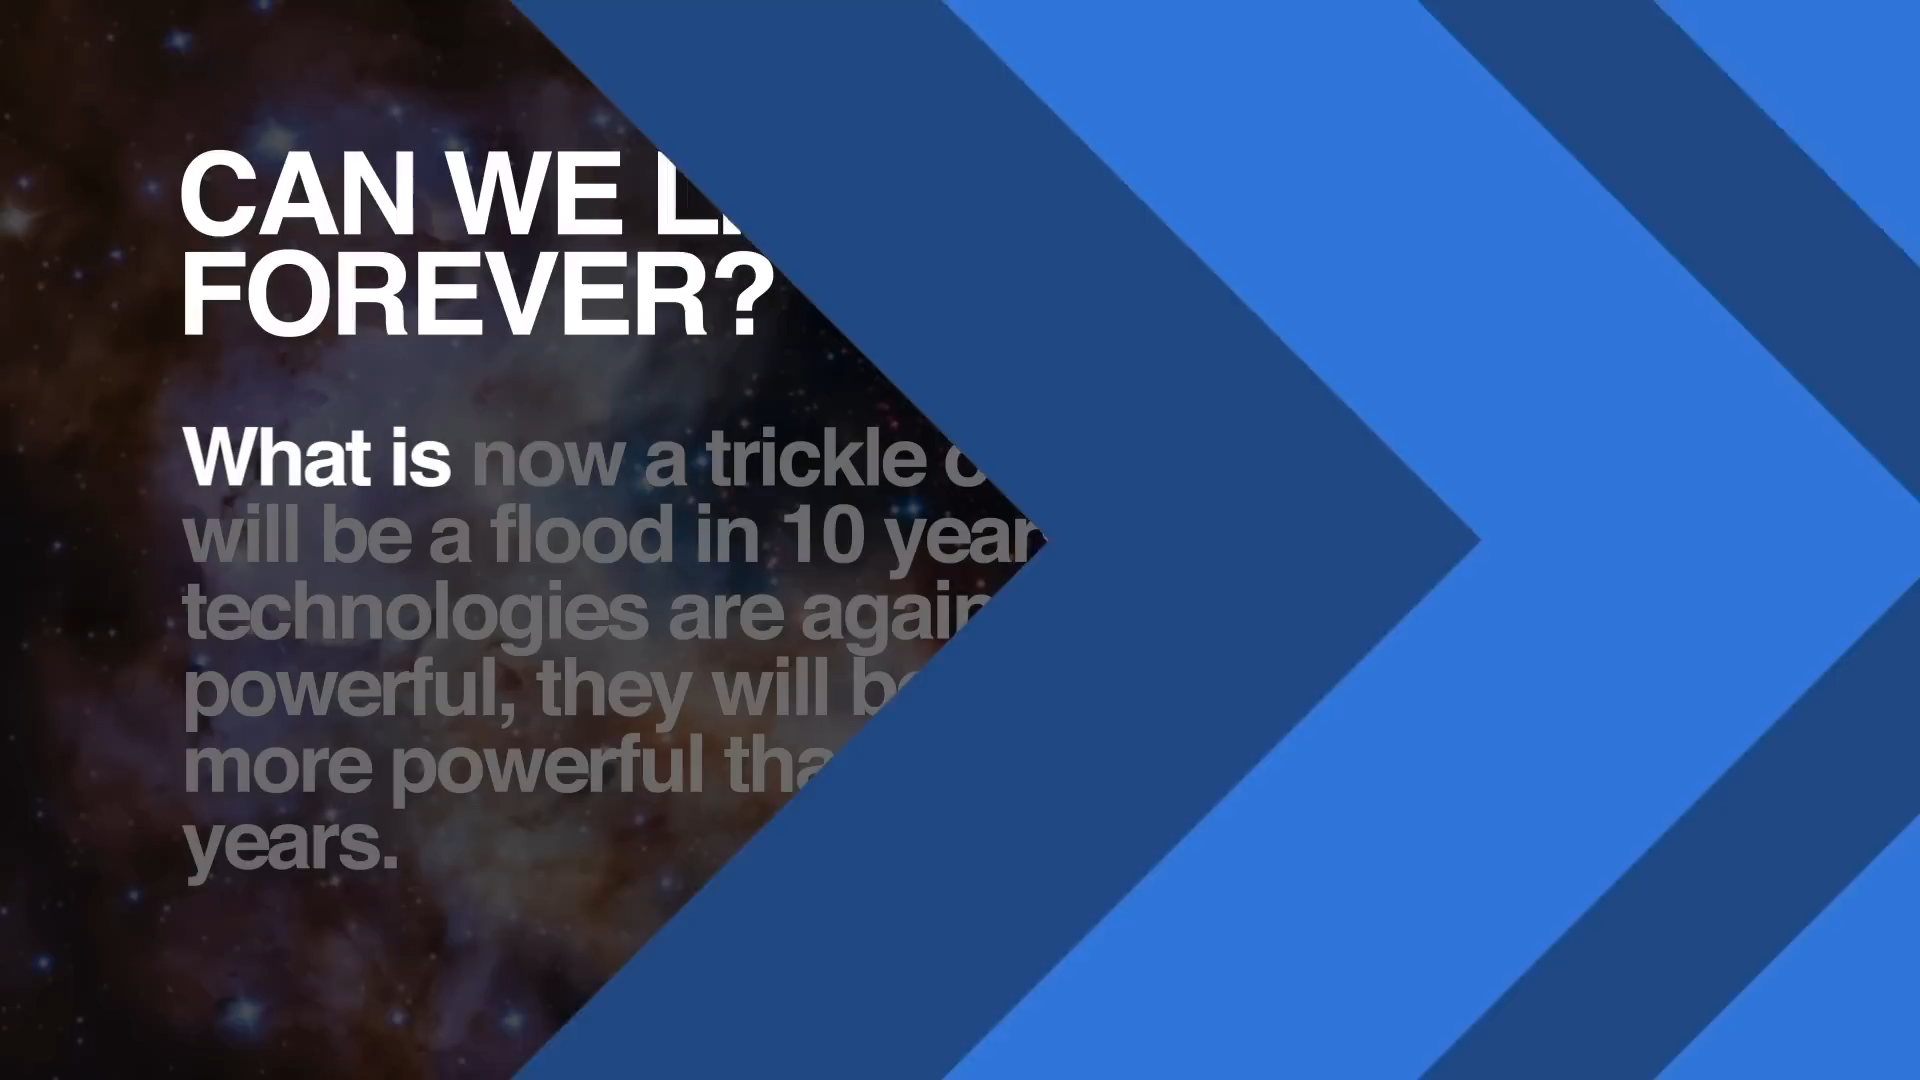 CAN WE
FOREVER?
What is now a trickle
will be a flood in 10
technologies are
powerful, they will
more powerful
years.